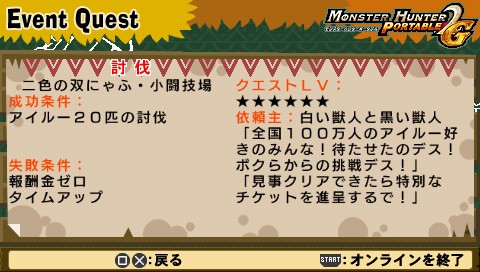 Event Quest
MONSTER HUNTER
PORTABLE 2nd G
討伐
二色の双にゃふ・小闘技場
成功条件：
アイルー２０匹の討伐
失敗条件：
報酬金ゼロ
タイムアップ
クエストＬＶ：
★★★★★★
依頼主：白い獣人と黒い獣人
「全国１００万人のアイルー好
きのみんな！待たせたのデス！
ボクらからの挑戦デス！」
「見事クリアできたら特別な
チケットを進呈するで！」
□×：戻る
START：オンラインを終了